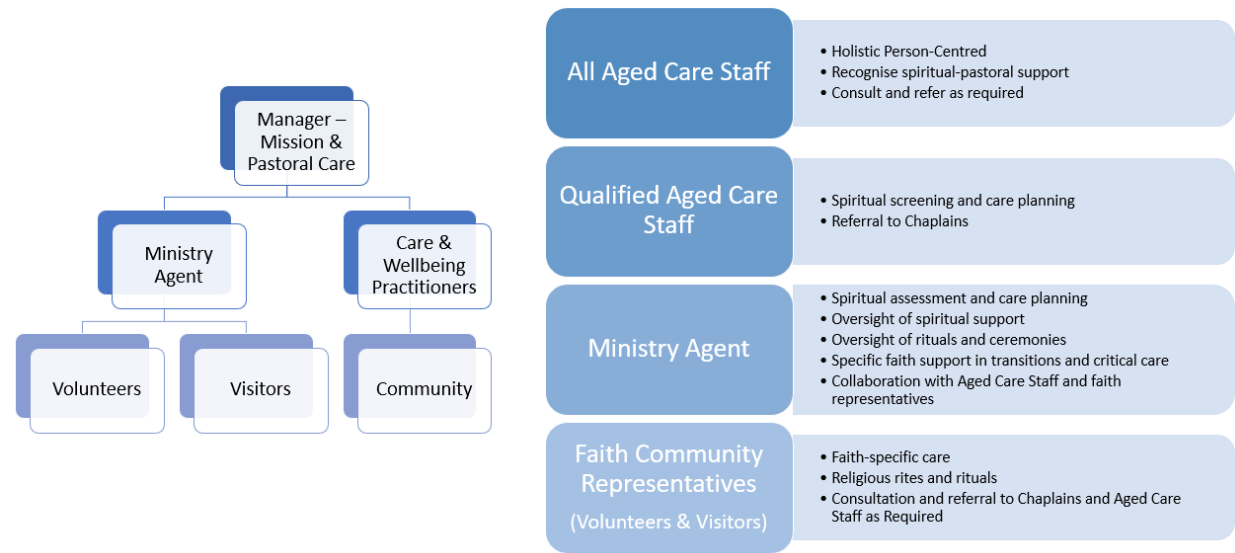 Manager –
Mission &
Pastoral Care
Ministry
Agent
Care &
Wellbeing
Practitioners
Volunteers
Visitors
Community
All Aged Care Staff
• Holistic Person-Centred
• Recognise spiritual-pastoral support
• Consult and refer as required
Qualified Aged Care
Staff
• Spiritual screening and care planning
• Referral to Chaplains
Ministry Agent
• Spiritual assessment and care planning
• Oversight of spiritual support
• Oversight of rituals and ceremonies
• Specific faith support in transitions and critical care
• Collaboration with Aged Care Staff and faith
representatives
Faith Community
Representatives
(Volunteers & Visitors)
• Faith-specific care
• Religious rites and rituals
• Consultation and referral to Chaplains and Aged Care
Staff as Required